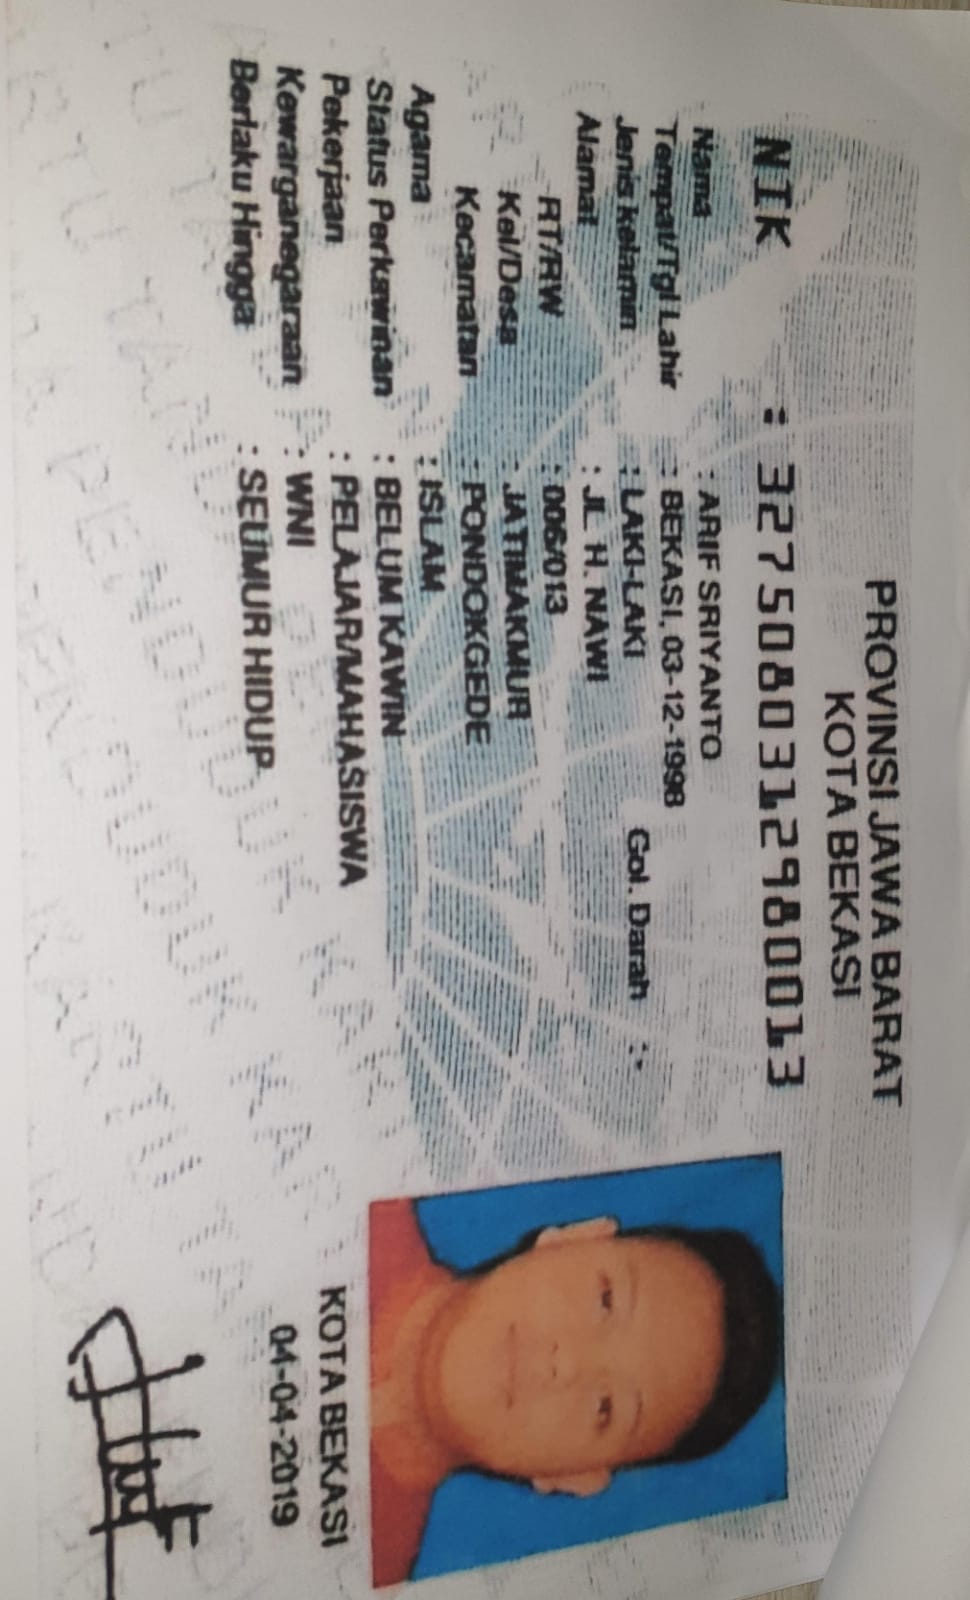 PROVINSI JAWA BARAT
KOTA BEKASI
NIK : 3275080312980013
Nama : ARIF SRIYANTO
Tempat/Tgl Lahir : BEKASI, 03-12-1998
Jenis kelamin : LAKI-LAKI Gol. Darah : -
Alamat : JL. H. NAWI
RT/RW : 006/013
Kel/Desa : JATIMAKMUR
Kecamatan : PONDOKGEDE
Agama : ISLAM
Status Perkawinan : BELUM KAWIN
Pekerjaan : PELAJAR/MAHASISWA
Kewarganegaraan : WNI
Berlaku Hingga : SEUMUR HIDUP
KOTA BEKASI
04-04-2019